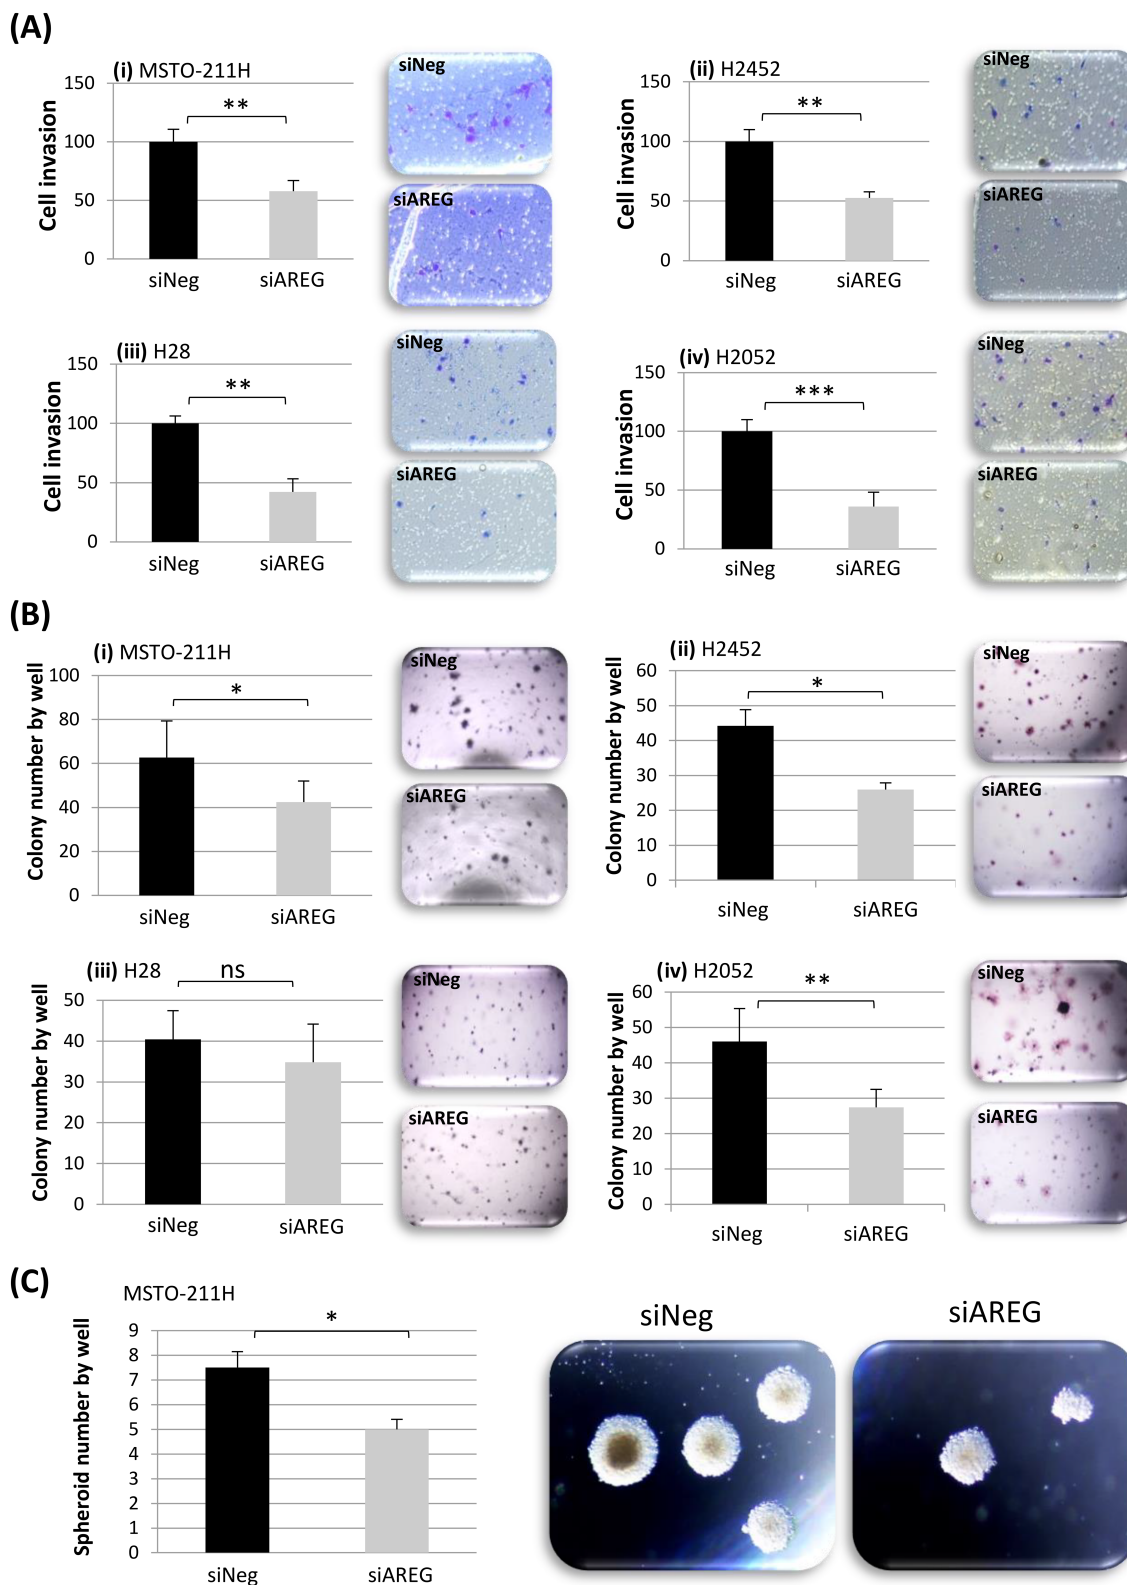 (A)
(i) MSTO-211H
Cell invasion
150
100
50
0
**
siNeg
siAREG
siNeg
siAREG
(ii) H2452
Cell invasion
150
100
50
0
**
siNeg
siAREG
siNeg
siAREG
(iii) H28
Cell invasion
150
100
50
0
**
siNeg
siAREG
siNeg
siAREG
(iv) H2052
Cell invasion
150
100
50
0
***
siNeg
siAREG
siNeg
siAREG
(B)
(i) MSTO-211H
Colony number by well
100
80
60
40
20
0
*
siNeg
siAREG
siNeg
siAREG
(ii) H2452
Colony number by well
60
50
40
30
20
10
0
*
siNeg
siAREG
siNeg
siAREG
(iii) H28
Colony number by well
50
40
30
20
10
0
ns
siNeg
siAREG
siNeg
siAREG
(iv) H2052
Colony number by well
60
50
40
30
20
10
0
**
siNeg
siAREG
siNeg
siAREG
(C)
MSTO-211H
Spheroid number by well
9
8
7
6
5
4
3
2
1
0
*
siNeg
siAREG
siNeg
siAREG